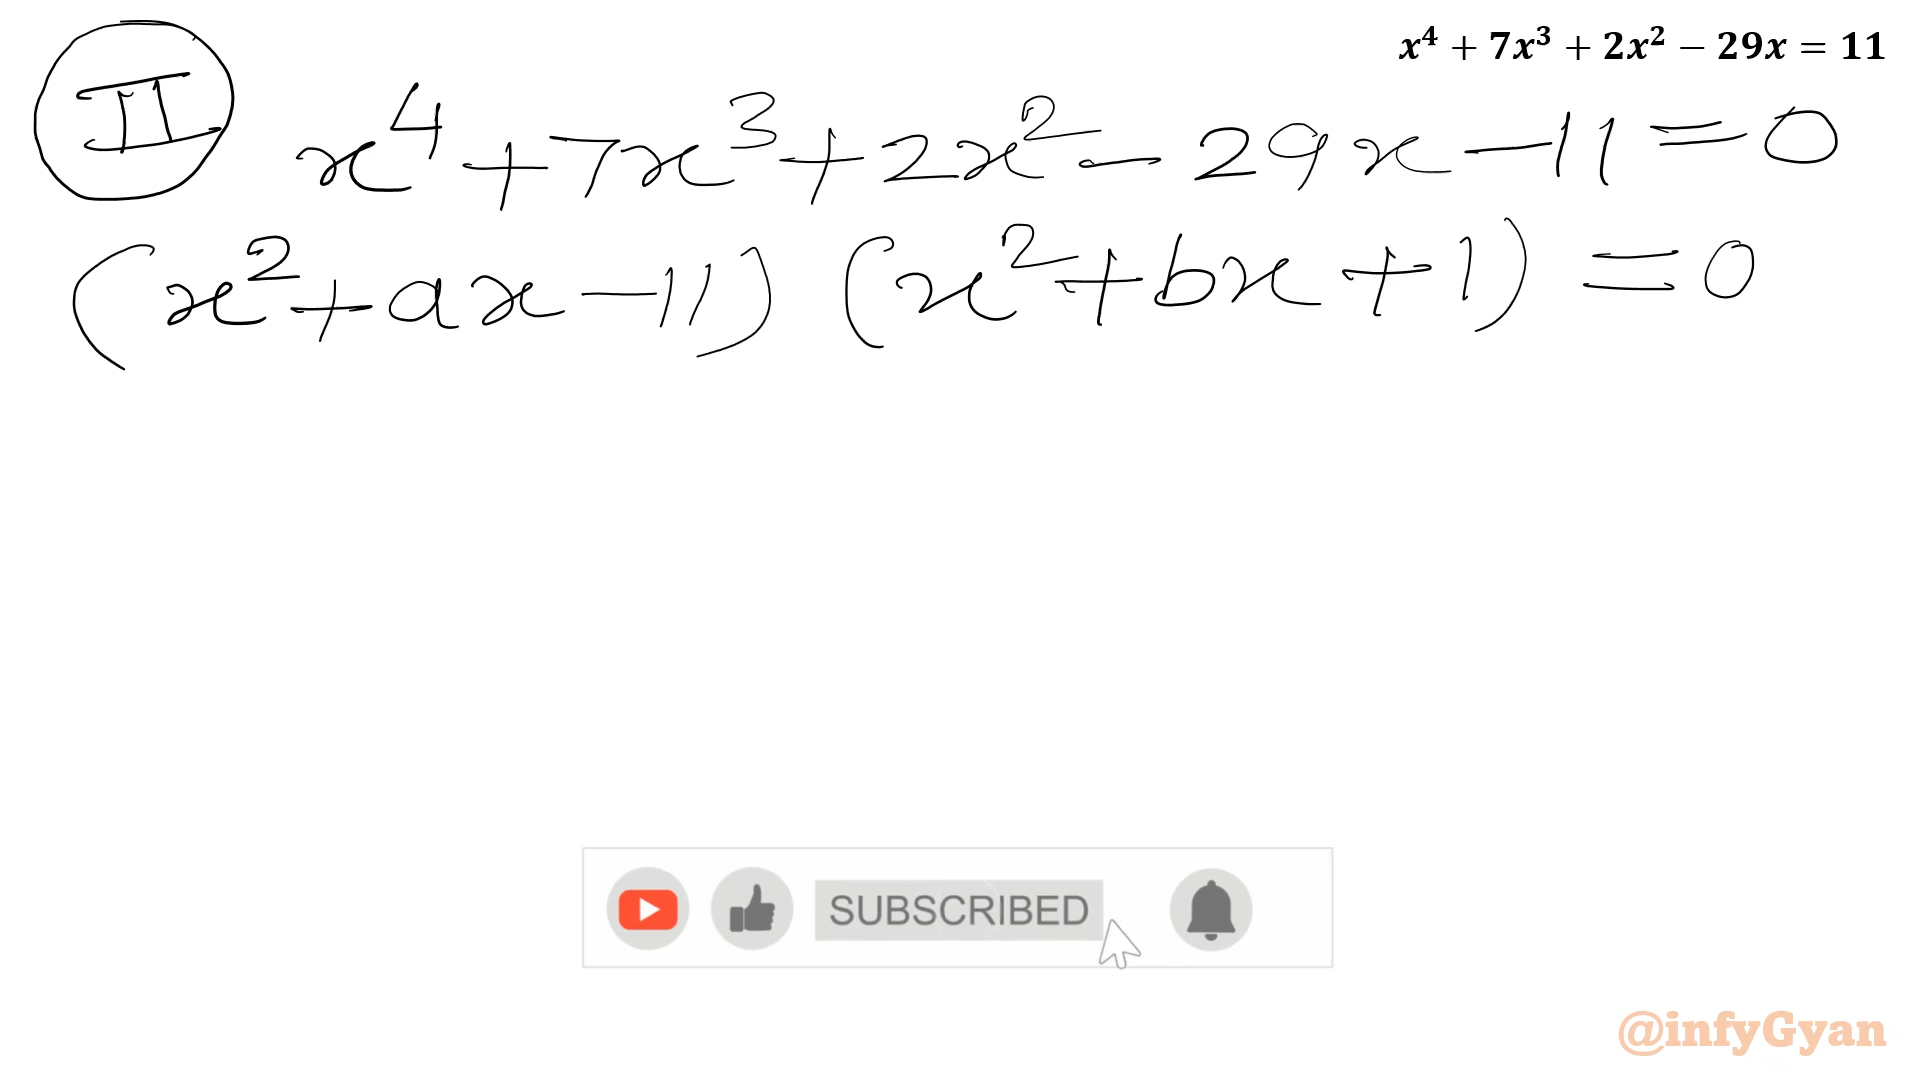 x⁴ + 7x³ + 2x² − 29x = 11
II x⁴ + 7x³ + 2x² − 29x − 11 = 0
(x² + ax − 11) (x² + bx + 1) = 0
SUBSCRIBED
@infyGyan